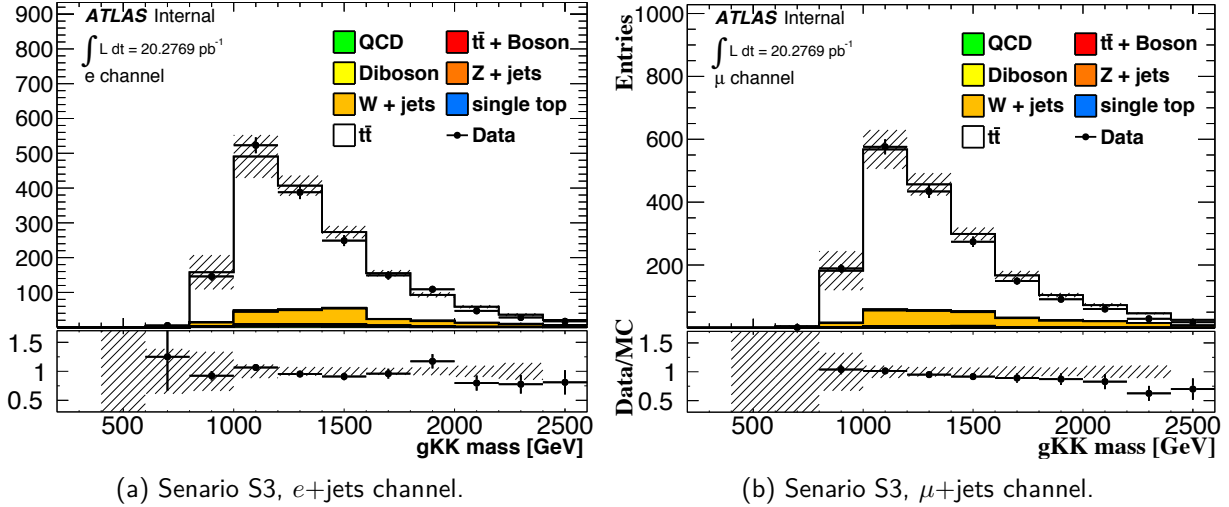 ATLAS Internal
∫ L dt = 20.2769 pb-1
e channel
QCD
tt̄ + Boson
Diboson
Z + jets
W + jets
single top
tt̄
Data
900
800
700
600
500
400
300
200
100
1.5
1
0.5
500 1000 1500 2000 2500
gKK mass [GeV]
(a) Senario S3, e+jets channel.
Entries
ATLAS Internal
∫ L dt = 20.2769 pb-1
μ channel
QCD
tt̄ + Boson
Diboson
Z + jets
W + jets
single top
tt̄
Data
1000
800
600
400
200
Data/MC
1.5
1
0.5
500 1000 1500 2000 2500
gKK mass [GeV]
(b) Senario S3, μ+jets channel.